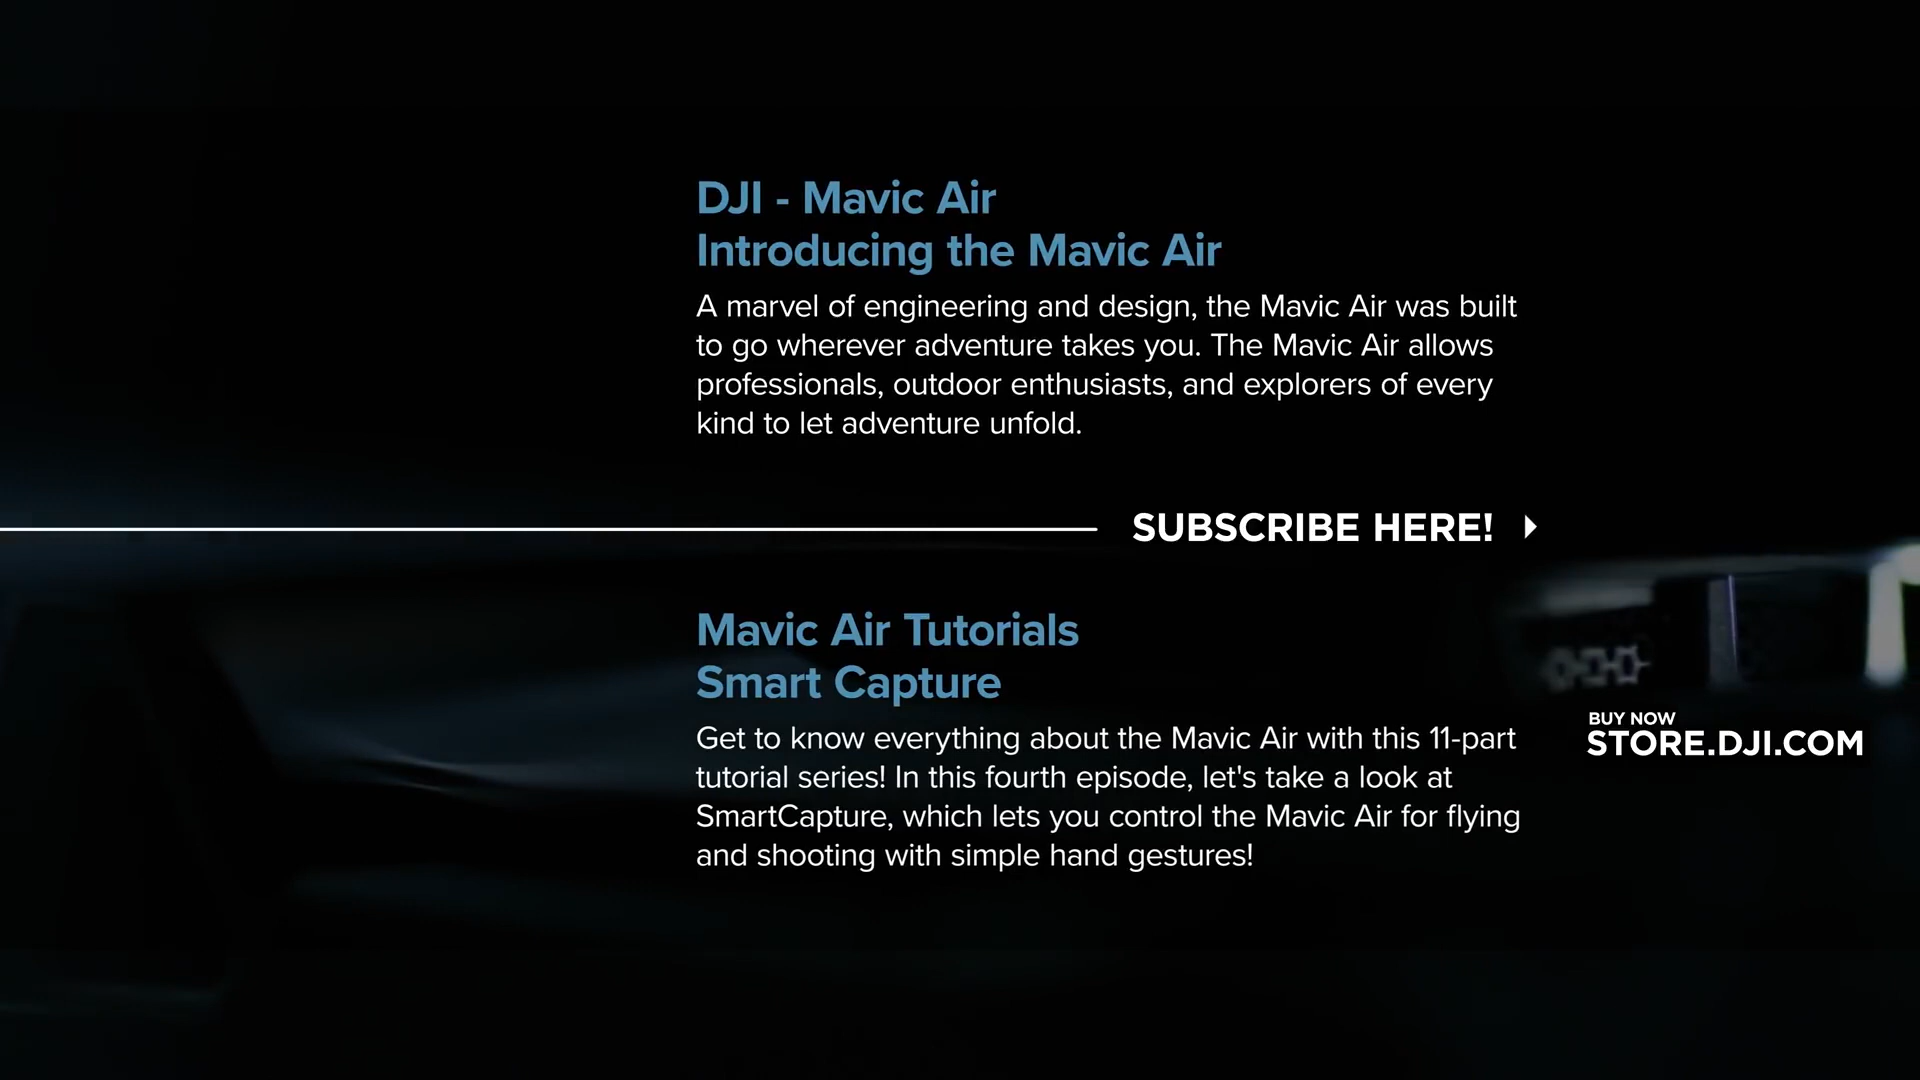 DJI - Mavic Air
Introducing the Mavic Air
A marvel of engineering and design, the Mavic Air was built
to go wherever adventure takes you. The Mavic Air allows
professionals, outdoor enthusiasts, and explorers of every
kind to let adventure unfold.
SUBSCRIBE HERE!
Mavic Air Tutorials
Smart Capture
Get to know everything about the Mavic Air with this 11-part
tutorial series! In this fourth episode, let's take a look at
SmartCapture, which lets you control the Mavic Air for flying
and shooting with simple hand gestures!
BUY NOW
STORE.DJI.COM